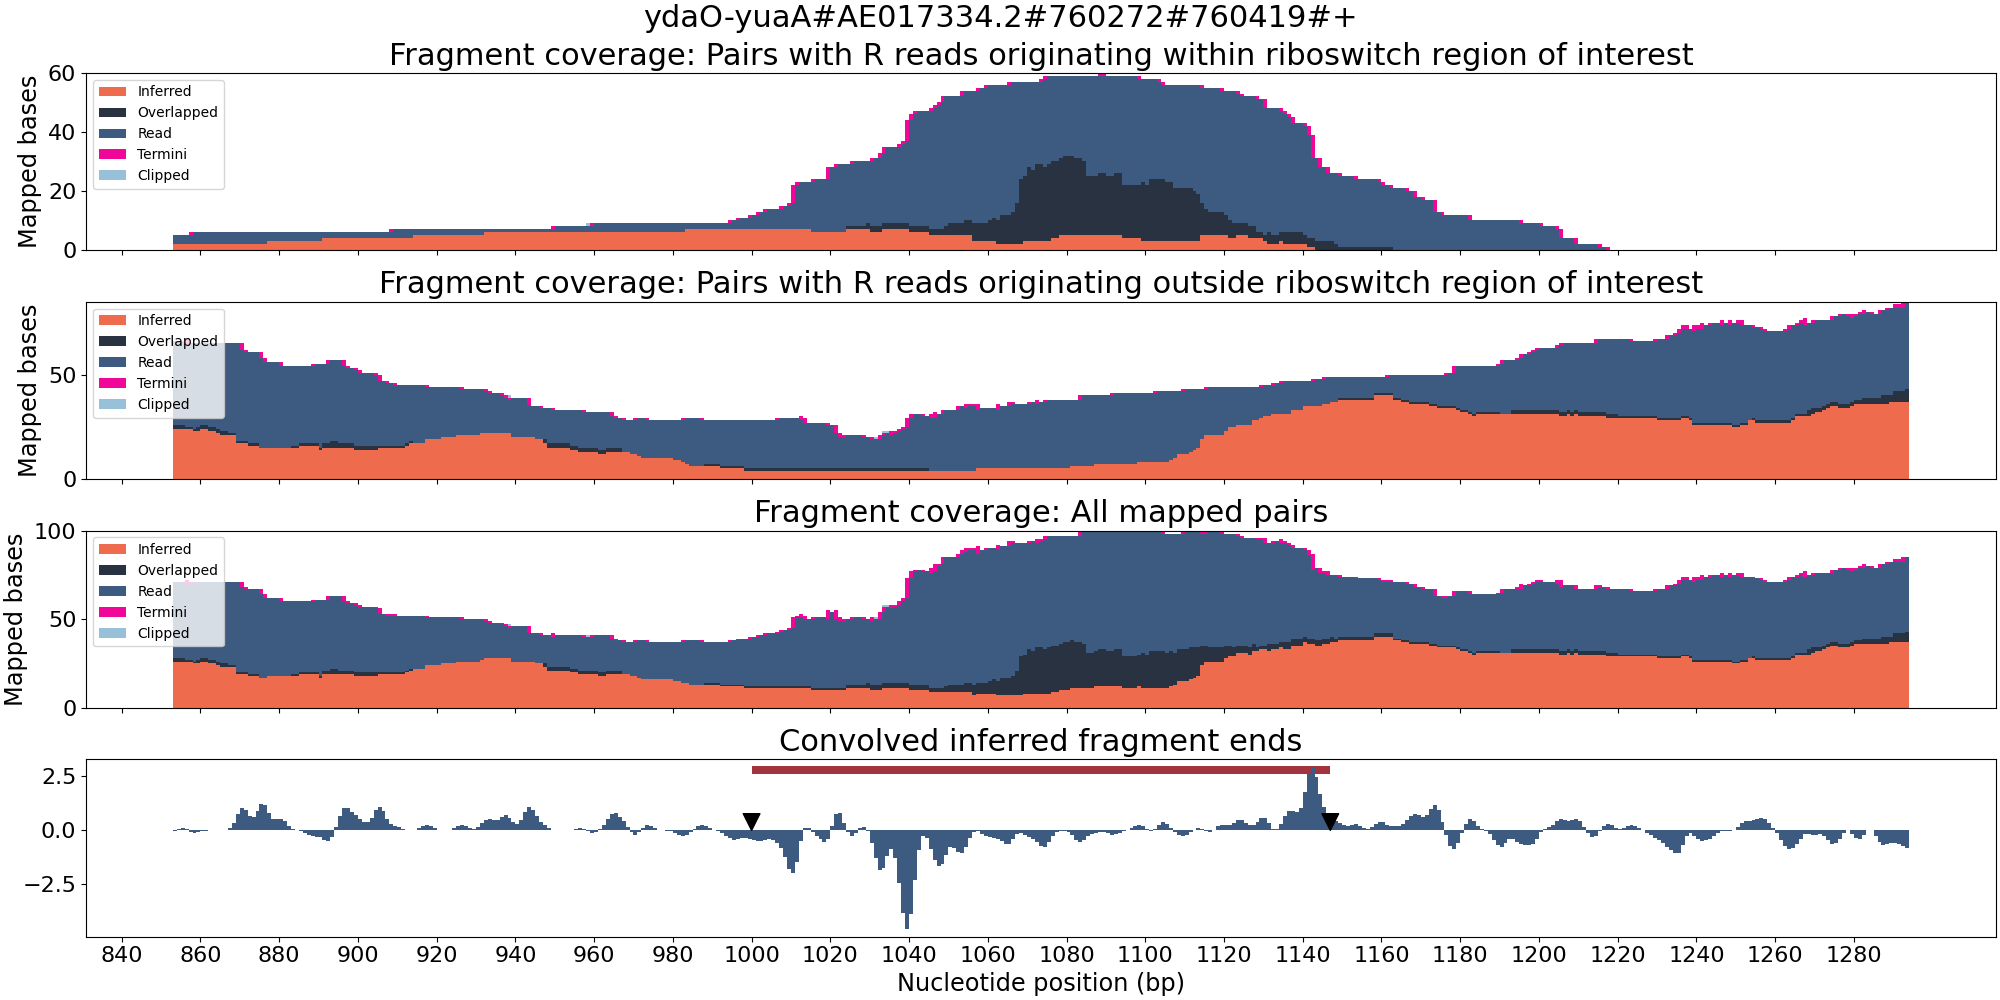 ydaO-yuaA#AE017334.2#760272#760419#+
Fragment coverage: Pairs with R reads originating within riboswitch region of interest
Mapped bases
60
40
20
0
Inferred
Overlapped
Read
Termini
Clipped
Fragment coverage: Pairs with R reads originating outside riboswitch region of interest
Mapped bases
50
0
Inferred
Overlapped
Read
Termini
Clipped
Fragment coverage: All mapped pairs
Mapped bases
100
50
0
Inferred
Overlapped
Read
Termini
Clipped
Convolved inferred fragment ends
2.5
0.0
−2.5
840 860 880 900 920 940 960 980 1000 1020 1040 1060 1080 1100 1120 1140 1160 1180 1200 1220 1240 1260 1280
Nucleotide position (bp)